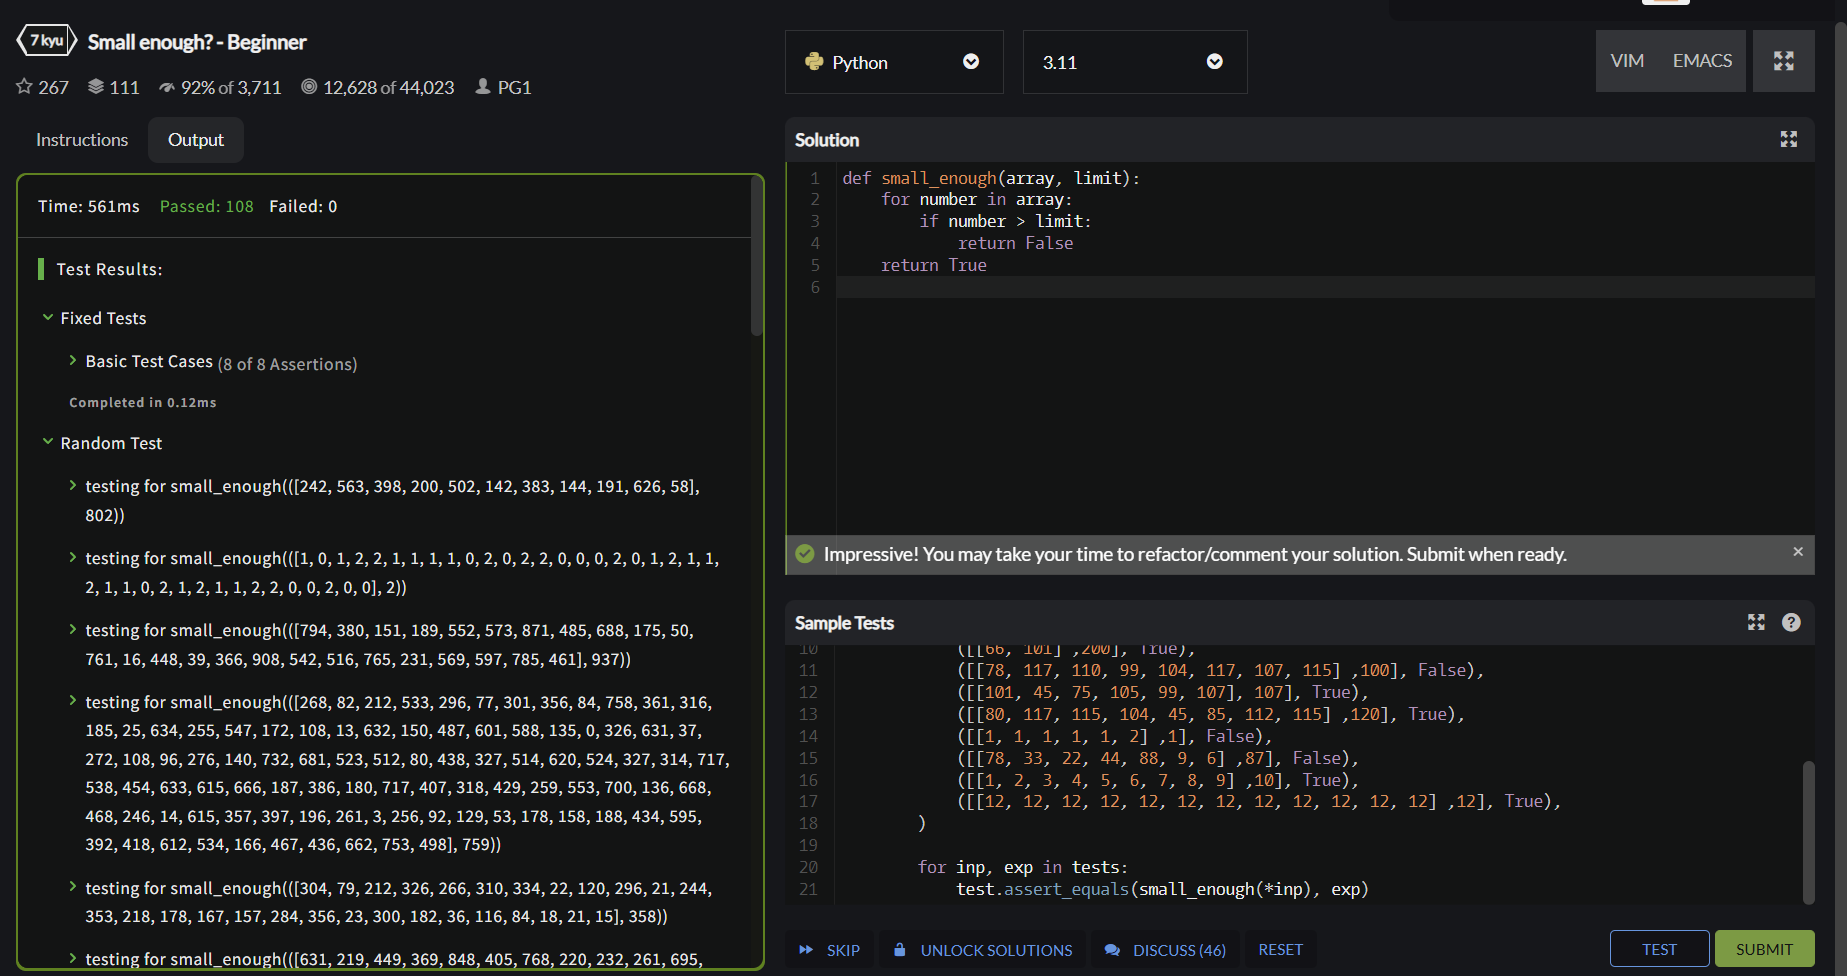 7 kyu Small enough? - Beginner
267 111 92% of 3,711 12,628 of 44,023 PG1
Instructions Output
Time: 561ms Passed: 108 Failed: 0
Test Results:
Fixed Tests
Basic Test Cases (8 of 8 Assertions)
Completed in 0.12ms
Random Test
testing for small_enough(([242, 563, 398, 200, 502, 142, 383, 144, 191, 626, 58],
802))
testing for small_enough(([1, 0, 1, 2, 2, 1, 1, 1, 1, 0, 2, 0, 2, 2, 0, 0, 0, 2, 0, 1, 2, 1, 1,
2, 1, 1, 0, 2, 1, 2, 1, 1, 2, 2, 0, 0, 2, 0, 0], 2))
testing for small_enough(([794, 380, 151, 189, 552, 573, 871, 485, 688, 175, 50,
761, 16, 448, 39, 366, 908, 542, 516, 765, 231, 569, 597, 785, 461], 937))
testing for small_enough(([268, 82, 212, 533, 296, 77, 301, 356, 84, 758, 361, 316,
185, 25, 634, 255, 547, 172, 108, 13, 632, 150, 487, 601, 588, 135, 0, 326, 631, 37,
272, 108, 96, 276, 140, 732, 681, 523, 512, 80, 438, 327, 514, 620, 524, 327, 314, 717,
538, 454, 633, 615, 666, 187, 386, 180, 717, 407, 318, 429, 259, 553, 700, 136, 668,
468, 246, 14, 615, 357, 397, 196, 261, 3, 256, 92, 129, 53, 178, 158, 188, 434, 595,
392, 418, 612, 534, 166, 467, 436, 662, 753, 498], 759))
testing for small_enough(([304, 79, 212, 326, 266, 310, 334, 22, 120, 296, 21, 244,
353, 218, 178, 167, 157, 284, 356, 23, 300, 182, 36, 116, 84, 18, 21, 15], 358))
testing for small_enough(([631, 219, 449, 369, 848, 405, 768, 220, 232, 261, 695,
Python 3.11 VIM EMACS
Solution
1 def small_enough(array, limit):
2 for number in array:
3 if number > limit:
4 return False
5 return True
6
Impressive! You may take your time to refactor/comment your solution. Submit when ready.
Sample Tests
10 ([[66, 101] ,200], True),
11 ([[78, 117, 110, 99, 104, 117, 107, 115] ,100], False),
12 ([[101, 45, 75, 105, 99, 107], 107], True),
13 ([[80, 117, 115, 104, 45, 85, 112, 115] ,120], True),
14 ([[1, 1, 1, 1, 1, 2] ,1], False),
15 ([[78, 33, 22, 44, 88, 9, 6] ,87], False),
16 ([[1, 2, 3, 4, 5, 6, 7, 8, 9] ,10], True),
17 ([[12, 12, 12, 12, 12, 12, 12, 12, 12, 12, 12, 12] ,12], True),
18 )
19
20 for inp, exp in tests:
21 test.assert_equals(small_enough(*inp), exp)
SKIP UNLOCK SOLUTIONS DISCUSS (46) RESET TEST SUBMIT